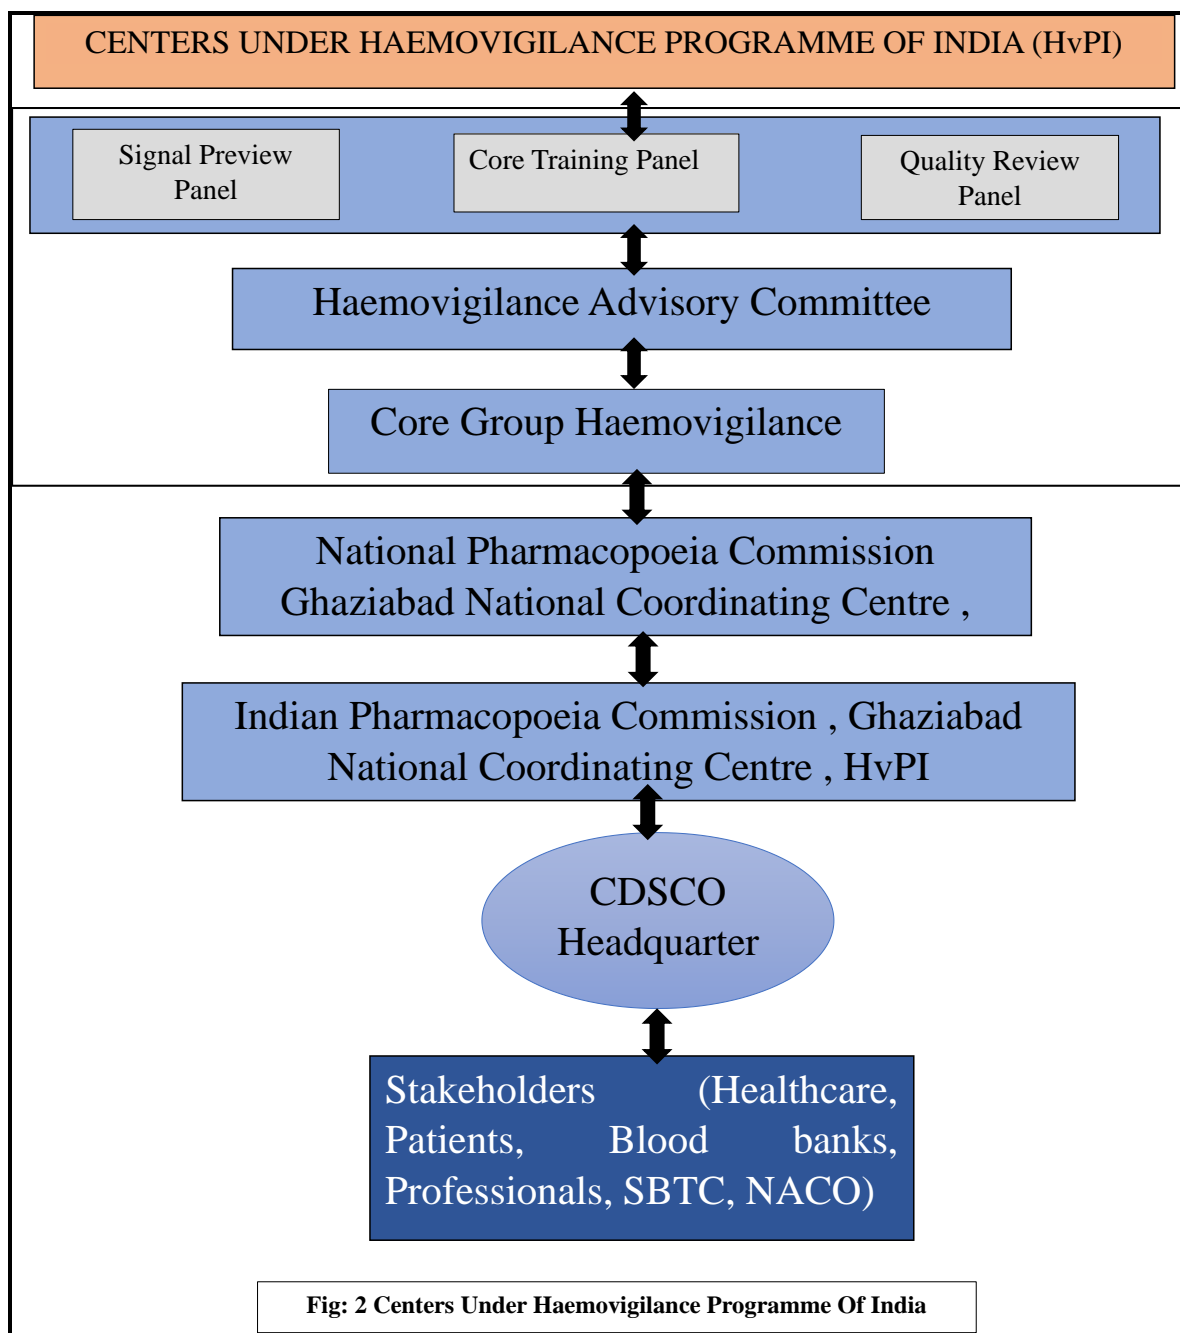 CENTERS UNDER HAEMOVIGILANCE PROGRAMME OF INDIA (HvPI)
Signal Preview
Panel
Core Training Panel
Quality Review
Panel
Haemovigilance Advisory Committee
Core Group Haemovigilance
National Pharmacopoeia Commission
Ghaziabad National Coordinating Centre ,
Indian Pharmacopoeia Commission , Ghaziabad
National Coordinating Centre , HvPI
CDSCO
Headquarter
Stakeholders (Healthcare,
Patients, Blood banks,
Professionals, SBTC, NACO)
Fig: 2 Centers Under Haemovigilance Programme Of India